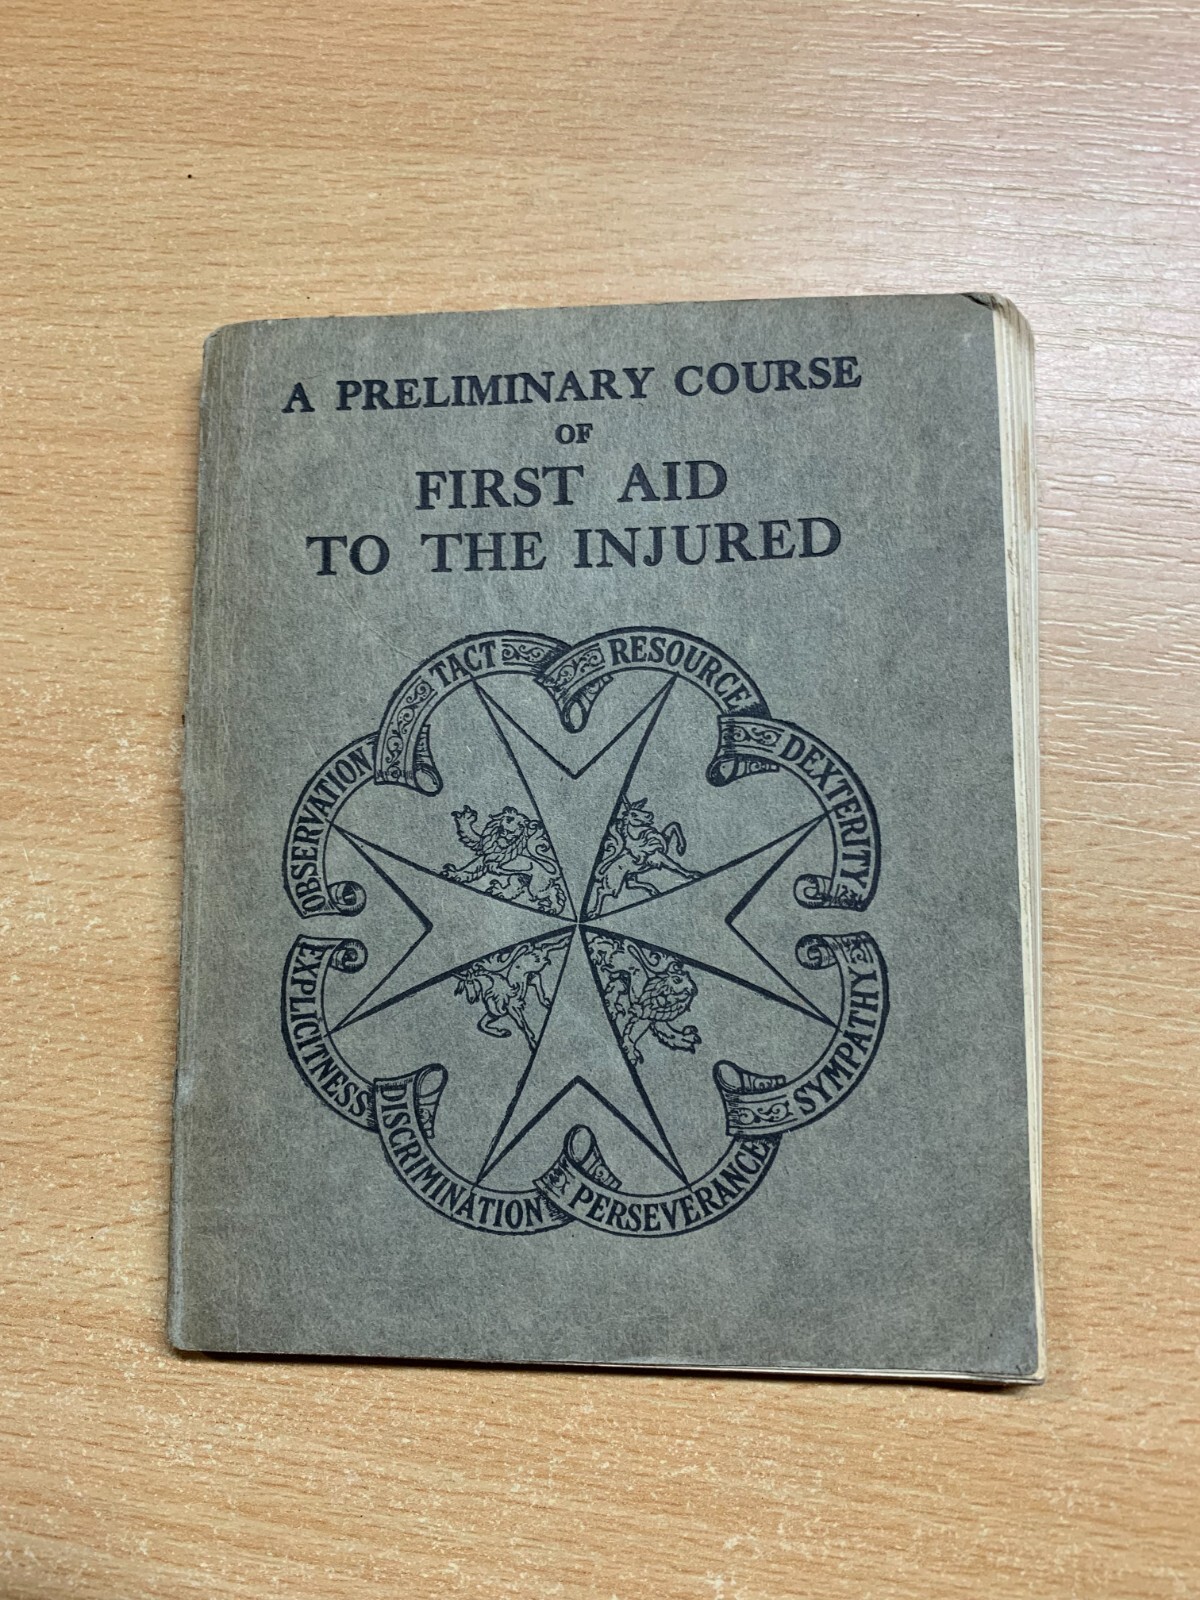 A PRELIMINARY COURSE
OF
FIRST AID
TO THE INJURED
OBSERVATION
TACT
RESOURCE
DEXTERITY
EXPLICITNESS
DISCRIMINATION
PERSEVERANCE
SYMPATHY